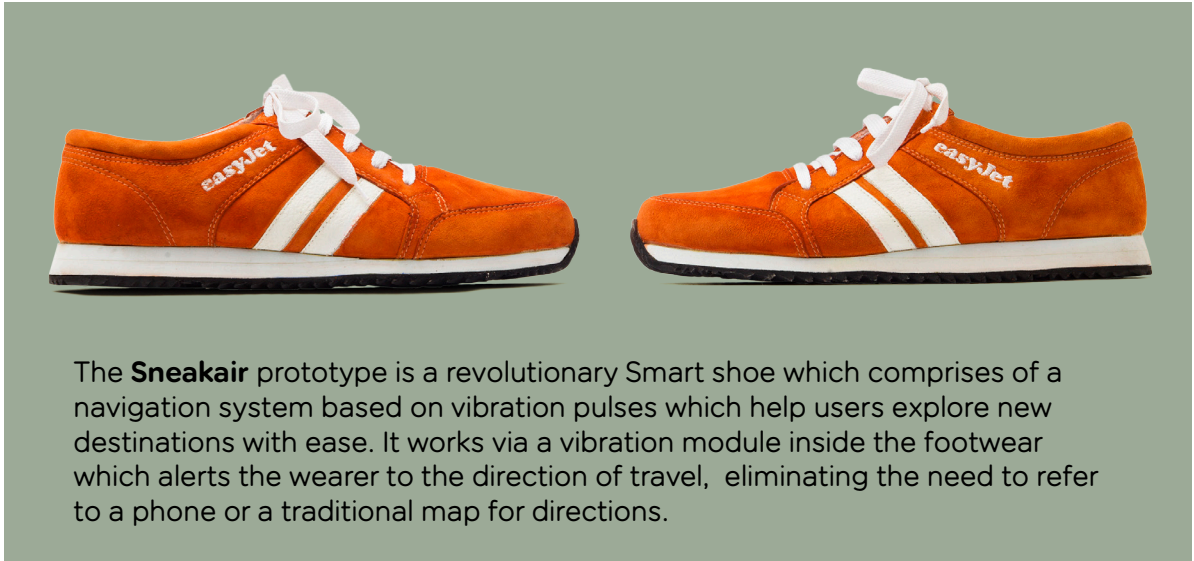 easyJet
easyJet
The Sneakair prototype is a revolutionary Smart shoe which comprises of a
navigation system based on vibration pulses which help users explore new
destinations with ease. It works via a vibration module inside the footwear
which alerts the wearer to the direction of travel,  eliminating the need to refer
to a phone or a traditional map for directions.